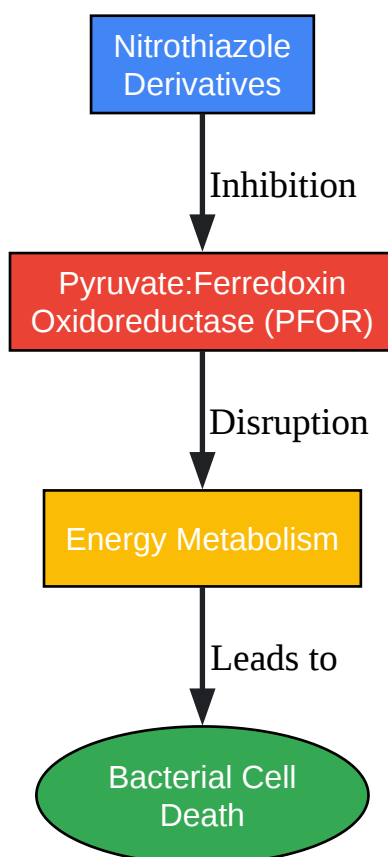 Nitrothiazole
Derivatives
Inhibition
Pyruvate:Ferredoxin
Oxidoreductase (PFOR)
Disruption
Energy Metabolism
Leads to
Bacterial Cell
Death